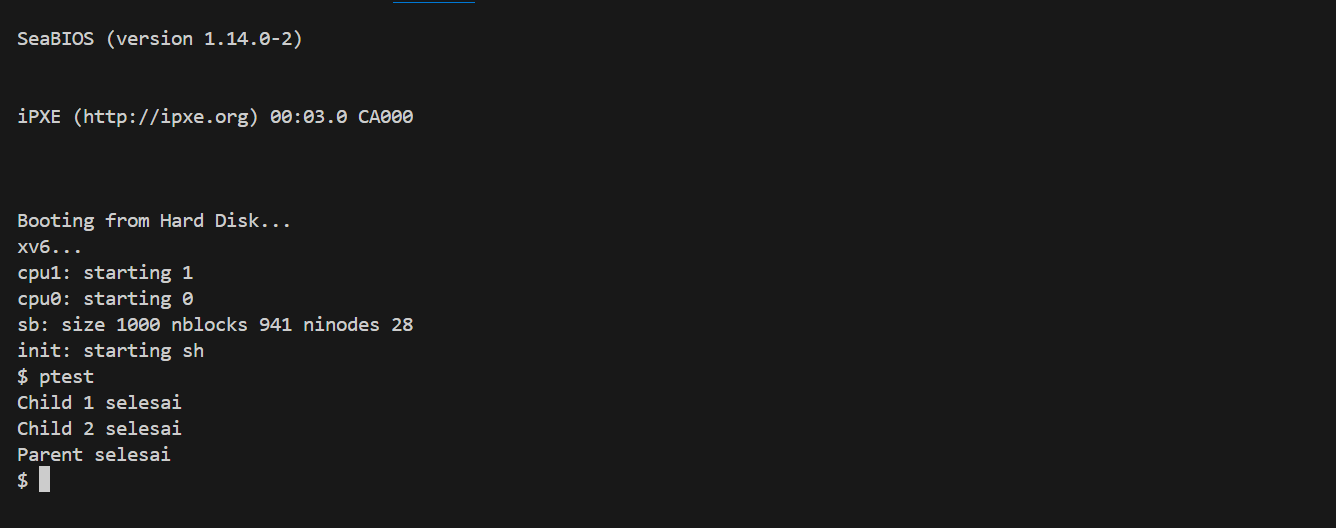 SeaBIOS (version 1.14.0-2)
iPXE (http://ipxe.org) 00:03.0 CA000
Booting from Hard Disk...
xv6...
cpu1: starting 1
cpu0: starting 0
sb: size 1000 nblocks 941 ninodes 28
init: starting sh
$ ptest
Child 1 selesai
Child 2 selesai
Parent selesai
$